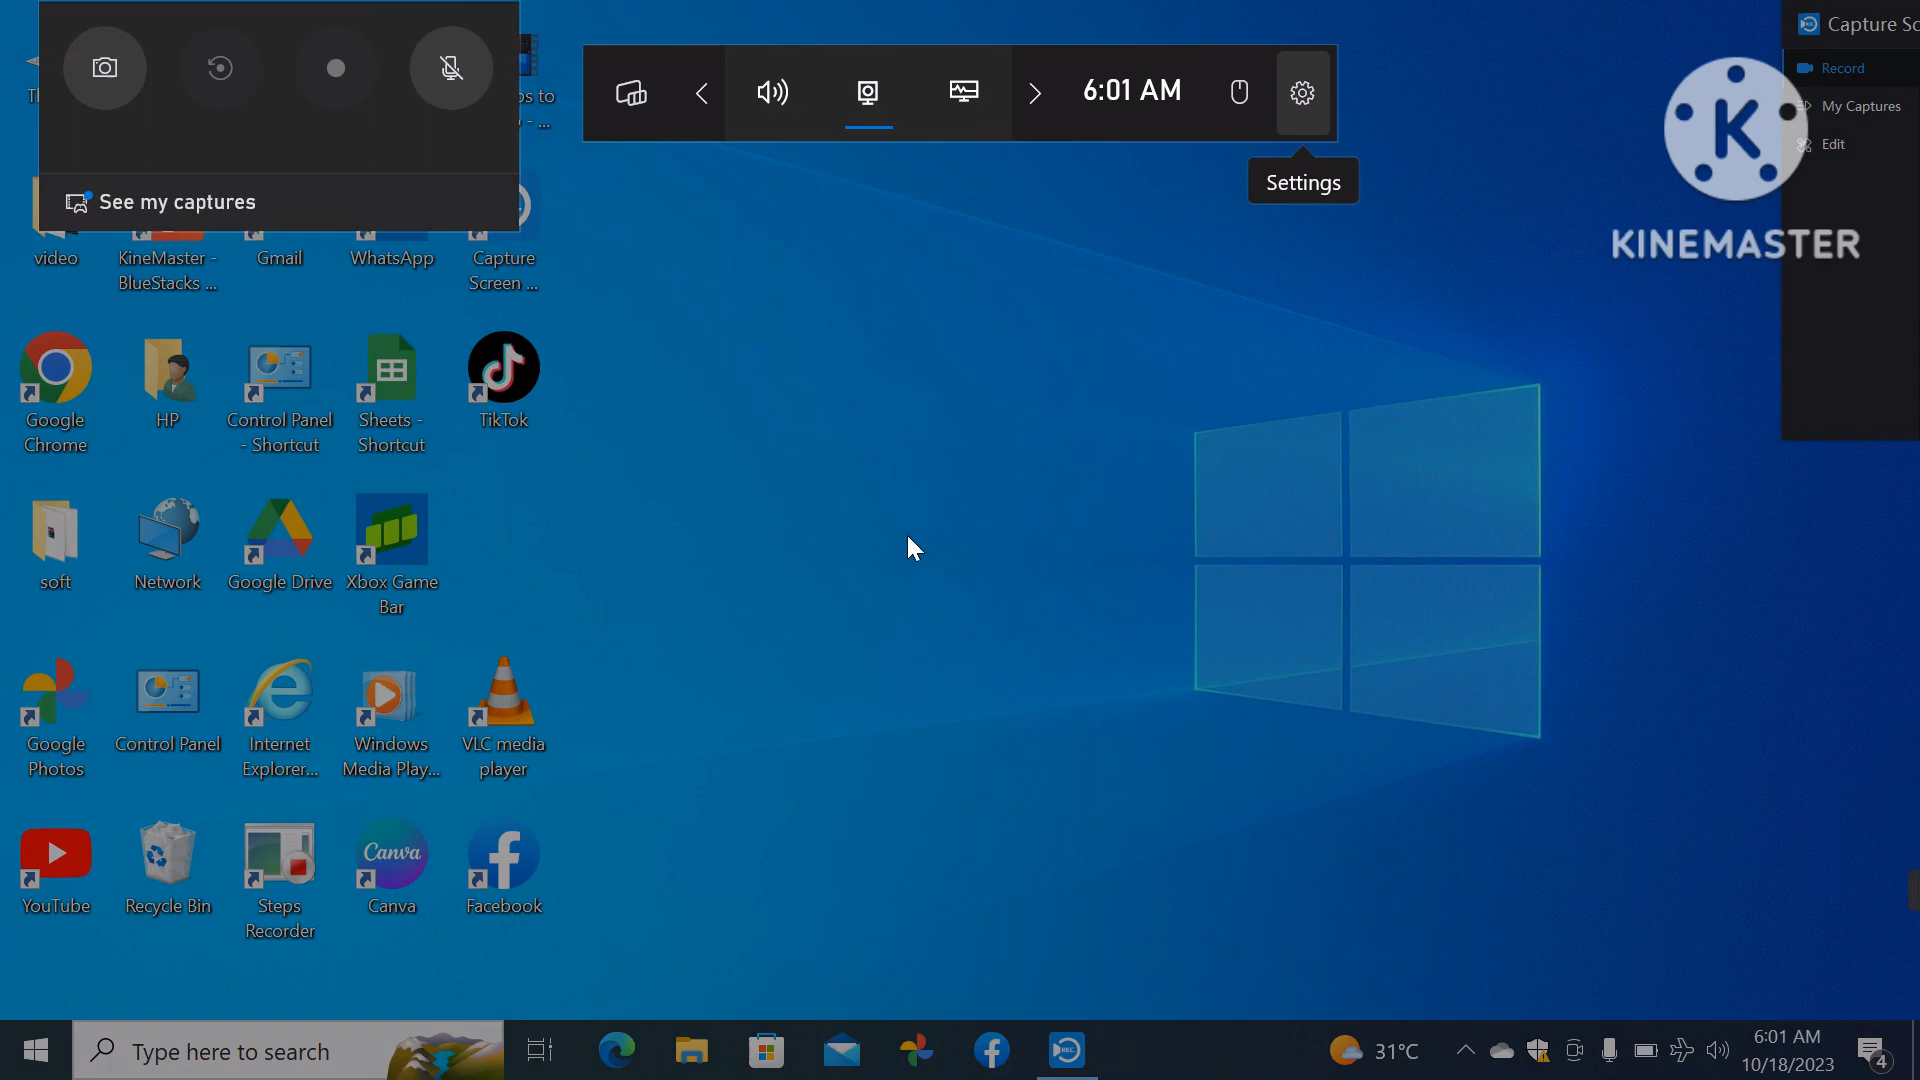 See my captures
6:01 AM
Settings
Capture Sc
Record
My Captures
Edit
KINEMASTER
os to
video
KineMaster -
BlueStacks ...
Gmail
WhatsApp
Capture
Screen ...
Google
Chrome
HP
Control Panel
- Shortcut
Sheets -
Shortcut
TikTok
soft
Network
Google Drive
Xbox Game
Bar
Google
Photos
Control Panel
Internet
Explorer...
Windows
Media Play...
VLC media
player
YouTube
Recycle Bin
Steps
Recorder
Canva
Canva
Facebook
Type here to search
REC
31°C
6:01 AM
10/18/2023
4